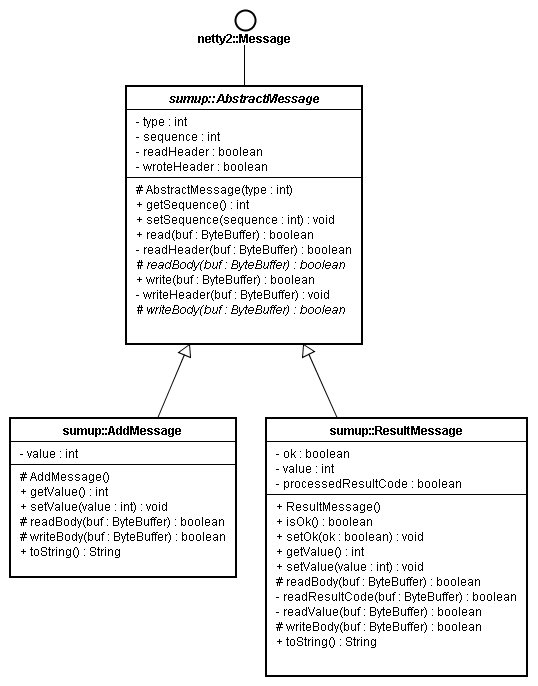 netty2::Message
sumup::AbstractMessage
- type : int
- sequence : int
- readHeader : boolean
- wroteHeader : boolean
# AbstractMessage(type : int)
+ getSequence() : int
+ setSequence(sequence : int) : void
+ read(buf : ByteBuffer) : boolean
- readHeader(buf : ByteBuffer) : boolean
# readBody(buf : ByteBuffer) : boolean
+ write(buf : ByteBuffer) : boolean
- writeHeader(buf : ByteBuffer) : void
# writeBody(buf : ByteBuffer) : boolean
sumup::AddMessage
- value : int
# AddMessage()
+ getValue() : int
+ setValue(value : int) : void
# readBody(buf : ByteBuffer) : boolean
# writeBody(buf : ByteBuffer) : boolean
+ toString() : String
sumup::ResultMessage
- ok : boolean
- value : int
- processedResultCode : boolean
+ ResultMessage()
+ isOk() : boolean
+ setOk(ok : boolean) : void
+ getValue() : int
+ setValue(value : int) : void
# readBody(buf : ByteBuffer) : boolean
- readResultCode(buf : ByteBuffer) : boolean
- readValue(buf : ByteBuffer) : boolean
# writeBody(buf : ByteBuffer) : boolean
+ toString() : String